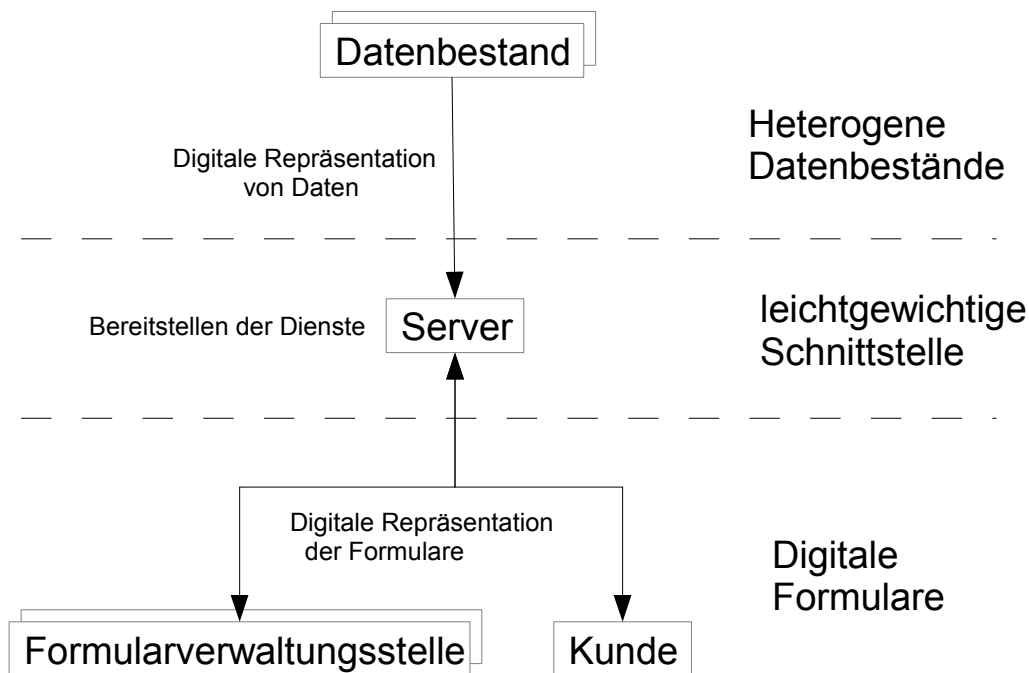 Datenbestand
Heterogene
Datenbestände
Digitale Repräsentation
von Daten
Bereitstellen der Dienste
Server
leichtgewichtige
Schnittstelle
Digitale Repräsentation
der Formulare
Digitale
Formulare
Formularverwaltungsstelle
Kunde